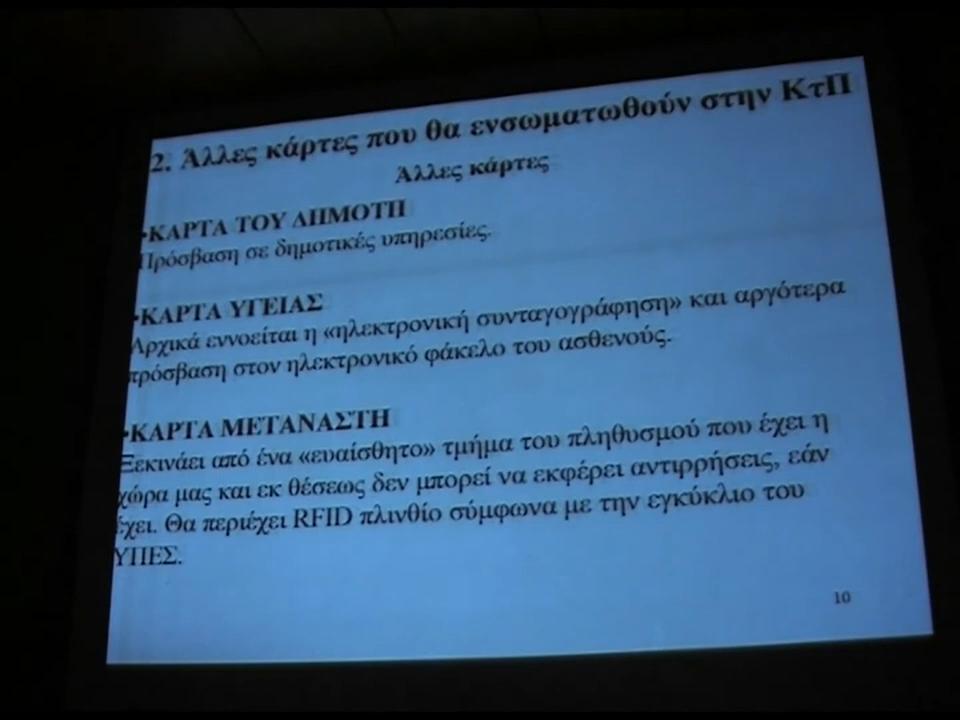 2. Άλλες κάρτες που θα ενσωματωθούν στην ΚτΠ
Άλλες κάρτες
•ΚΑΡΤΑ ΤΟΥ ΔΗΜΟΤΗ
Πρόσβαση σε δημοτικές υπηρεσίες.
•ΚΑΡΤΑ ΥΓΕΙΑΣ
Αρχικά εννοείται η «ηλεκτρονική συνταγογράφηση» και αργότερα
πρόσβαση στον ηλεκτρονικό φάκελο του ασθενούς.
•ΚΑΡΤΑ ΜΕΤΑΝΑΣΤΗ
Ξεκινάει από ένα «ευαίσθητο» τμήμα του πληθυσμού που έχει η
χώρα μας και εκ θέσεως δεν μπορεί να εκφέρει αντιρρήσεις, εάν
έχει. Θα περιέχει RFID πλινθίο σύμφωνα με την εγκύκλιο του
ΥΠΕΣ.
10